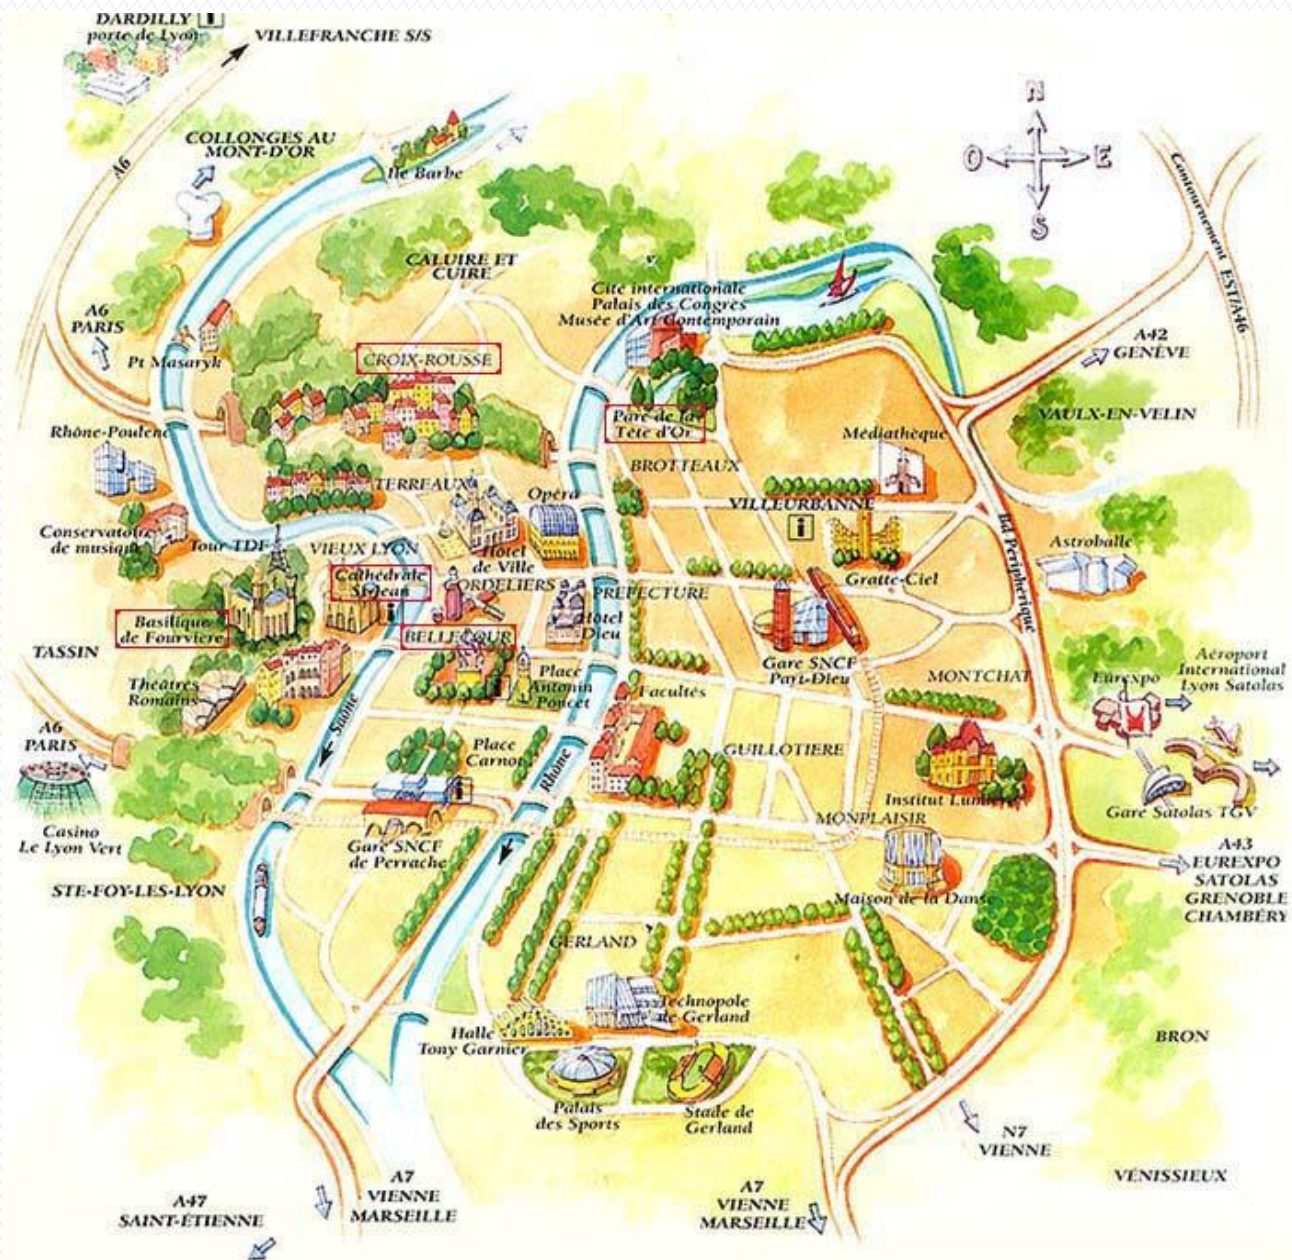 DARDILLY
porte de Lyon
VILLEFRANCHE S/S
N
O
E
S
COLLONGES AU
MONT-D'OR
A6
Ile Barbe
Contournement EST/A46
CALUIRE ET
CUIRE
Cité internationale
Palais des Congrès
Musée d'Art Contemporain
A6
PARIS
Pt Masaryk
CROIX-ROUSSE
A42
GENÈVE
Parc de la
Tête d'Or
VAULX-EN-VELIN
Rhône-Poulenc
Médiathèque
BROTTEAUX
TERREAUX
Opéra
VILLEURBANNE
i
Conservatoire
de musique
Tour TDF
VIEUX LYON
Hôtel
de Ville
Bd Périphérique
Astroballe
Cathédrale
St-Jean
i
CORDELIERS
PREFECTURE
Gratte-Ciel
Basilique
de Fourvière
BELLECOUR
Hôtel
Dieu
TASSIN
Gare SNCF
Part-Dieu
MONTCHAT
Aéroport
International
Lyon Satolas
Eurexpo
Théâtres
Romains
Place
Antonin
Poncet
Facultés
Saône
A6
PARIS
Place
Carnot
Rhône
GUILLOTIERE
Institut Lumière
Casino
Le Lyon Vert
Gare SNCF
de Perrache
MONPLAISIR
Gare Satolas TGV
A43
EUREXPO
SATOLAS
GRENOBLE
CHAMBÉRY
STE-FOY-LES-LYON
Maison de la Danse
GERLAND
Technopole
de Gerland
Halle
Tony Garnier
BRON
Palais
des Sports
Stade de
Gerland
N7
VIENNE
A47
SAINT-ÉTIENNE
A7
VIENNE
MARSEILLE
A7
VIENNE
MARSEILLE
VÉNISSIEUX